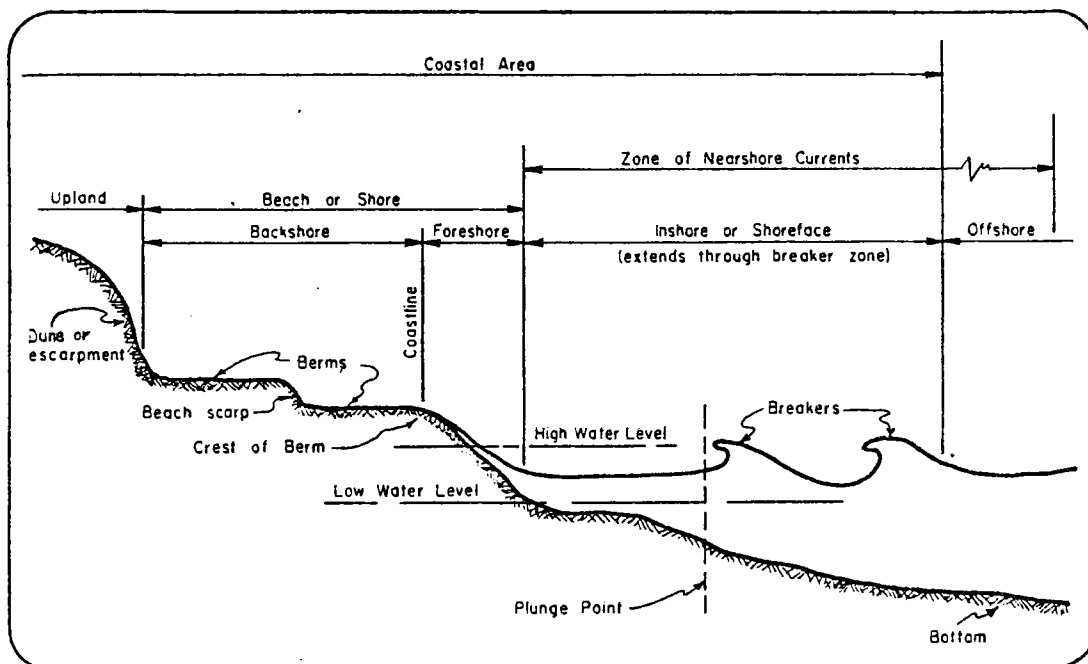 Coastal Area
Zone of Nearshore Currents
Upland
Beach or Shore
Backshore
Foreshore
Inshore or Shoreface
Offshore
(extends through breaker zone)
Coastline
Dune or
escarpment
Berms
Beach scarp
Breakers
Crest of Berm
High Water Level
Low Water Level
Plunge Point
Bottom